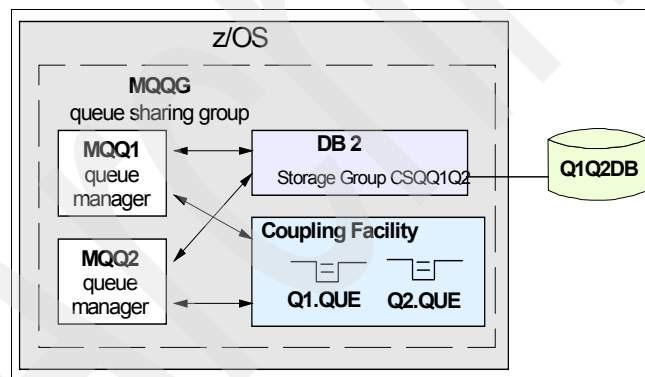 z/OS
MQQG
queue sharing group
MQQ1
queue
manager
MQQ2
queue
manager
DB 2
Storage Group CSQQ1Q2
Coupling Facility
Q1.QUE Q2.QUE
Q1Q2DB